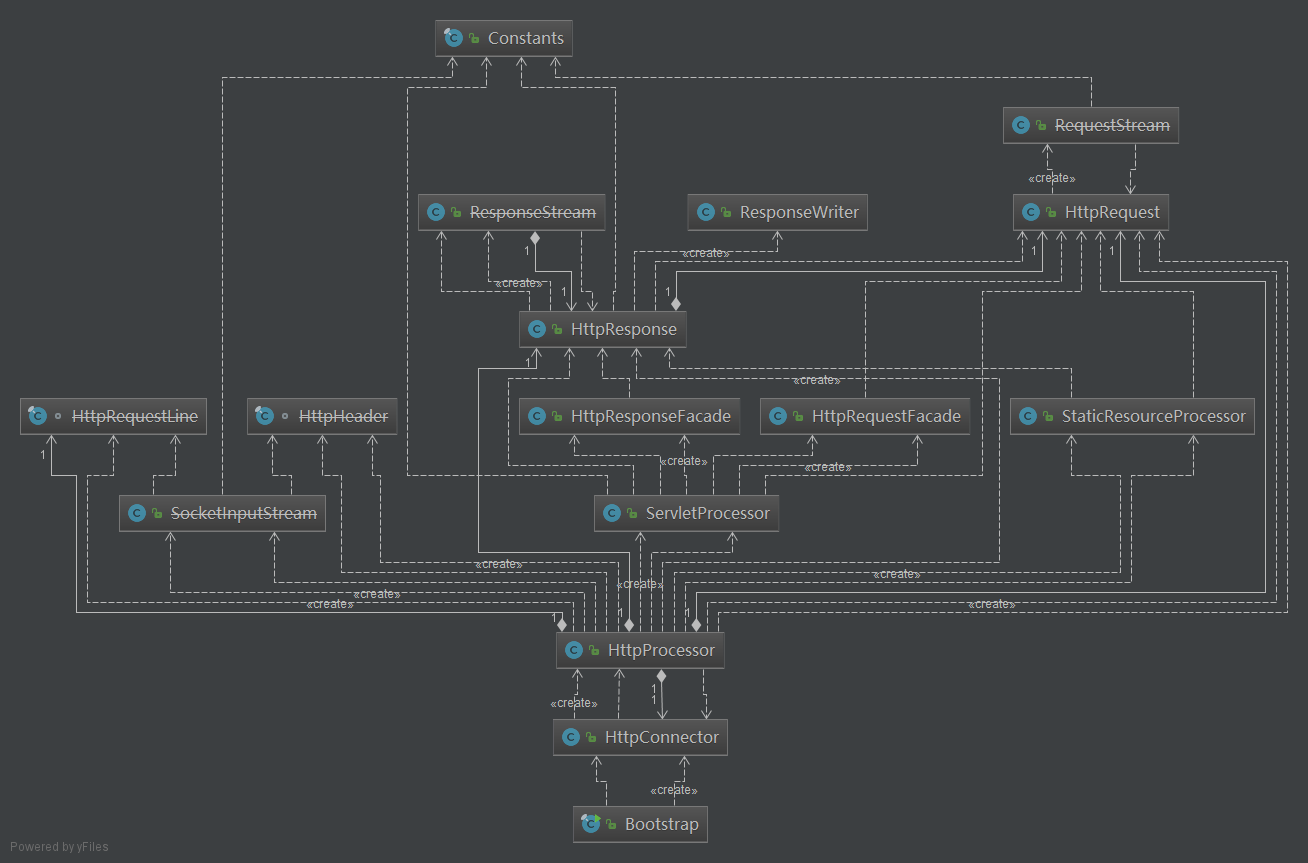 Constants
RequestStream
«create»
ResponseStream
ResponseWriter
HttpRequest
1
«create»
1
1
«create»
1
1
HttpResponse
1
«create»
HttpRequestLine
HttpHeader
HttpResponseFacade
HttpRequestFacade
StaticResourceProcessor
1
«create»
«create»
SocketInputStream
ServletProcessor
«create»
«create»
«create»
«create»
«create»
«create»
1
1
1
HttpProcessor
1
1
«create»
HttpConnector
«create»
Bootstrap
Powered by yFiles